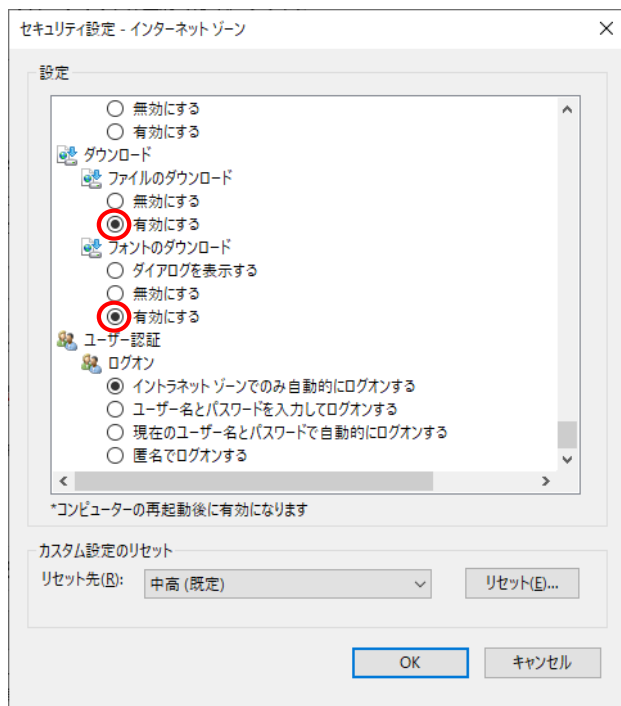 セキュリティ設定 - インターネット ゾーン
設定
無効にする
有効にする
ダウンロード
ファイルのダウンロード
無効にする
有効にする
フォントのダウンロード
ダイアログを表示する
無効にする
有効にする
ユーザー認証
ログオン
イントラネット ゾーンでのみ自動的にログオンする
ユーザー名とパスワードを入力してログオンする
現在のユーザー名とパスワードで自動的にログオンする
匿名でログオンする
*コンピューターの再起動後に有効になります
カスタム設定のリセット
リセット先(R): 中高 (既定) リセット(E)...
OK キャンセル